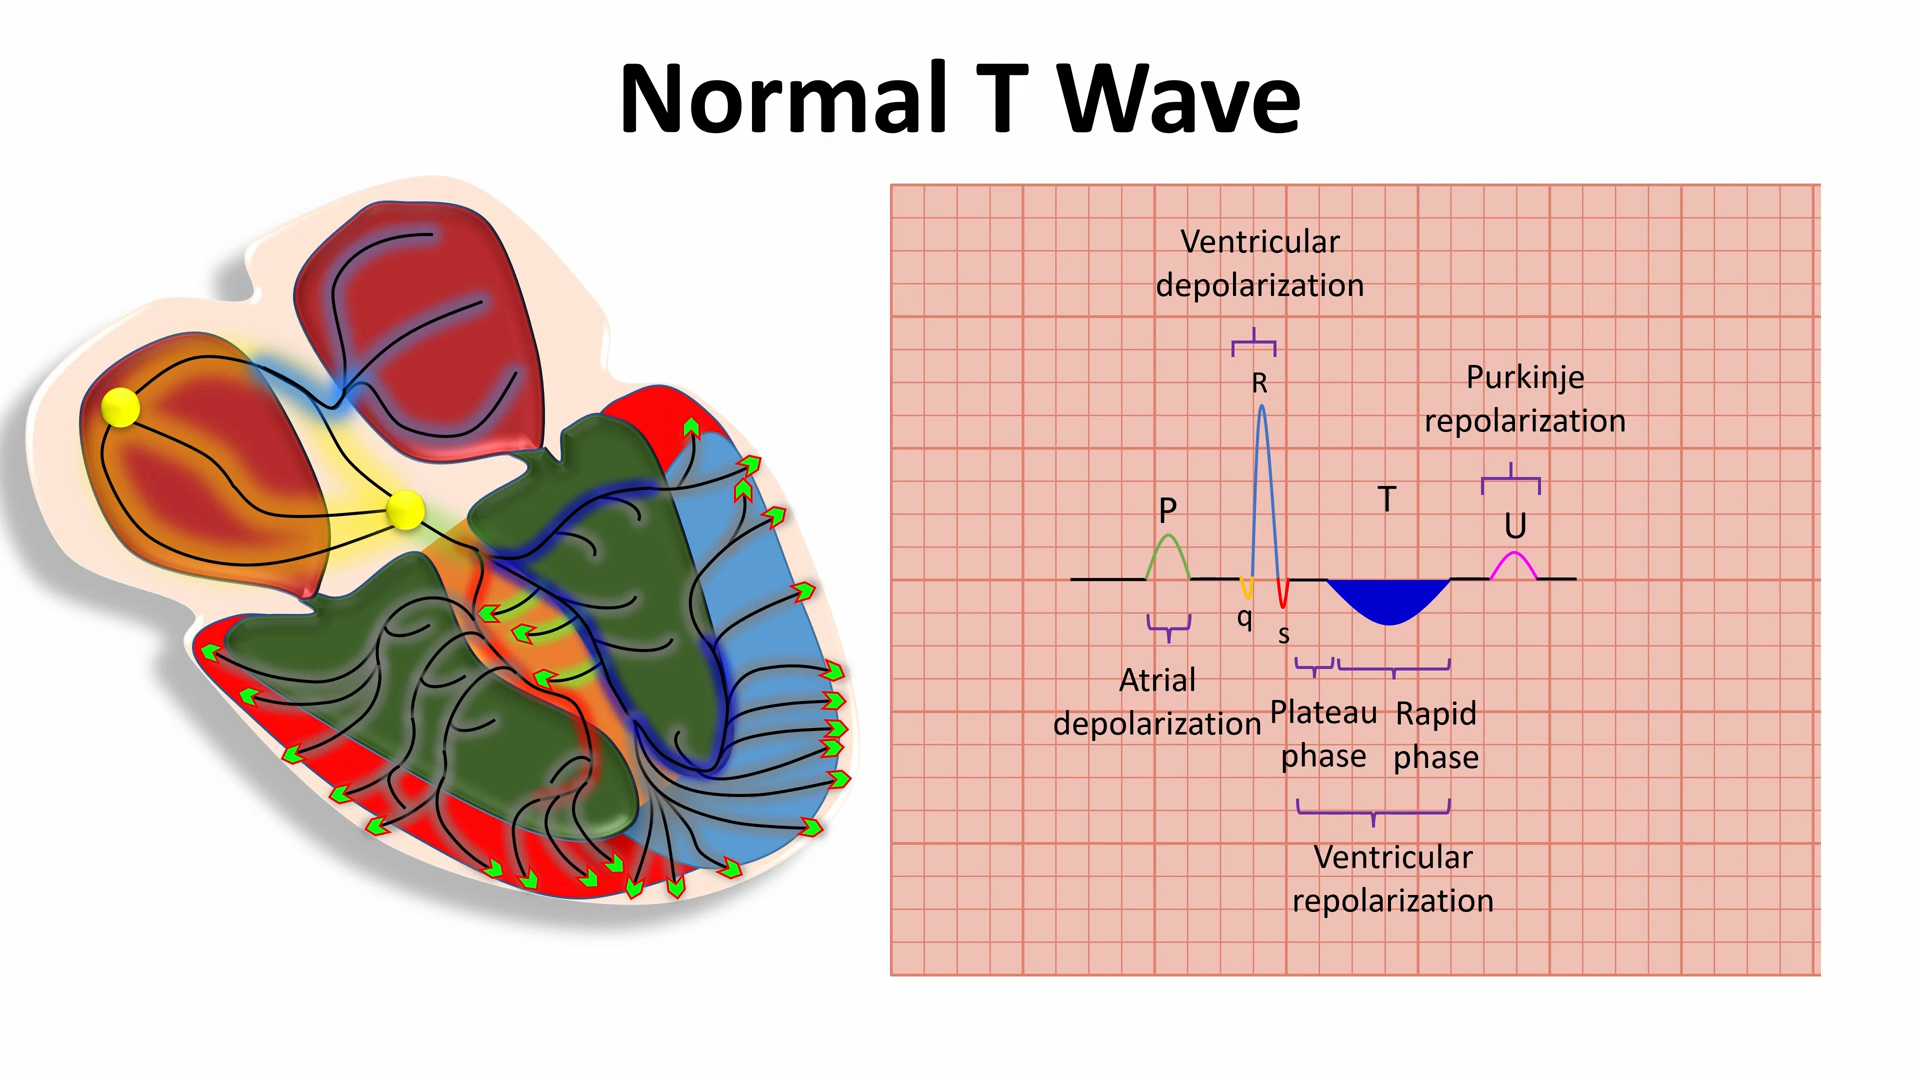 Normal T Wave
Ventricular
depolarization
R
Purkinje
repolarization
P
T
U
q
s
Atrial
depolarization
Plateau
phase
Rapid
phase
Ventricular
repolarization